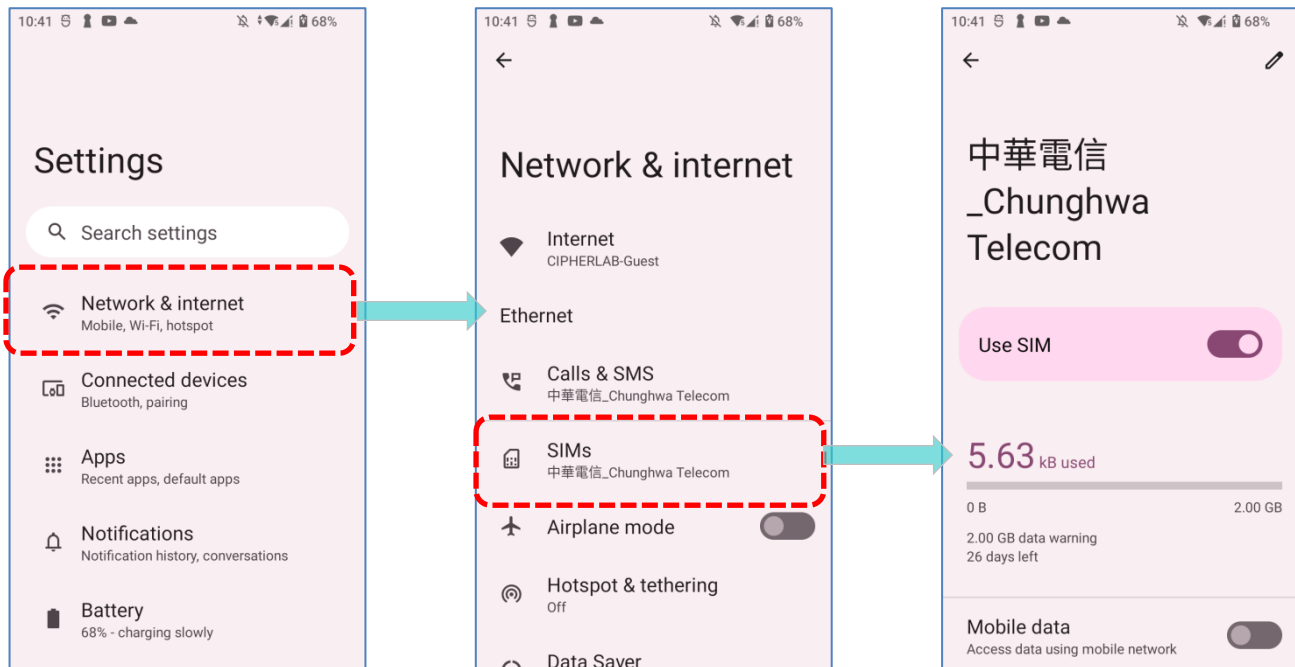 10:41
68%
Settings
Search settings
Network & internet
Mobile, Wi-Fi, hotspot
Connected devices
Bluetooth, pairing
Apps
Recent apps, default apps
Notifications
Notification history, conversations
Battery
68% - charging slowly
10:41
68%
Network & internet
Internet
CIPHERLAB-Guest
Ethernet
Calls & SMS
中華電信_Chunghwa Telecom
SIMs
中華電信_Chunghwa Telecom
Airplane mode
Hotspot & tethering
Off
Data Saver
10:41
68%
中華電信
_Chunghwa
Telecom
Use SIM
5.63 kB used
0 B
2.00 GB
2.00 GB data warning
26 days left
Mobile data
Access data using mobile network